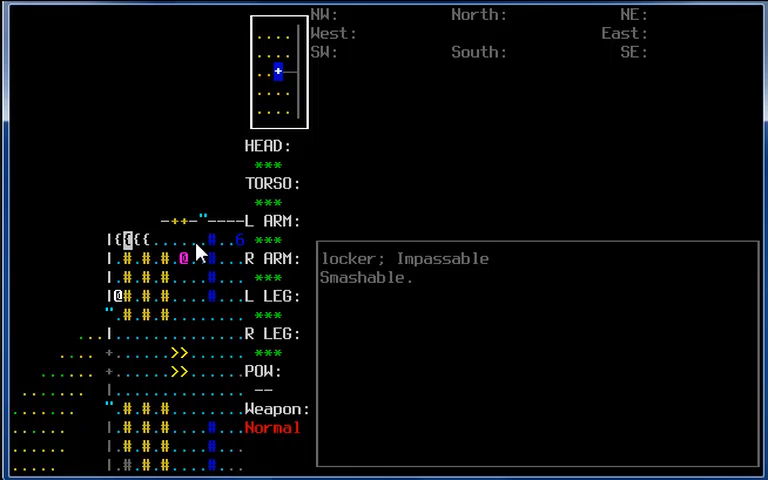 NW: North: NE:
West: East:
SW: South: SE:
HEAD:
***
TORSO:
***
L ARM:
***
R ARM:
***
L LEG:
***
R LEG:
***
POW:
--
Weapon:
Normal
locker; Impassable
Smashable.